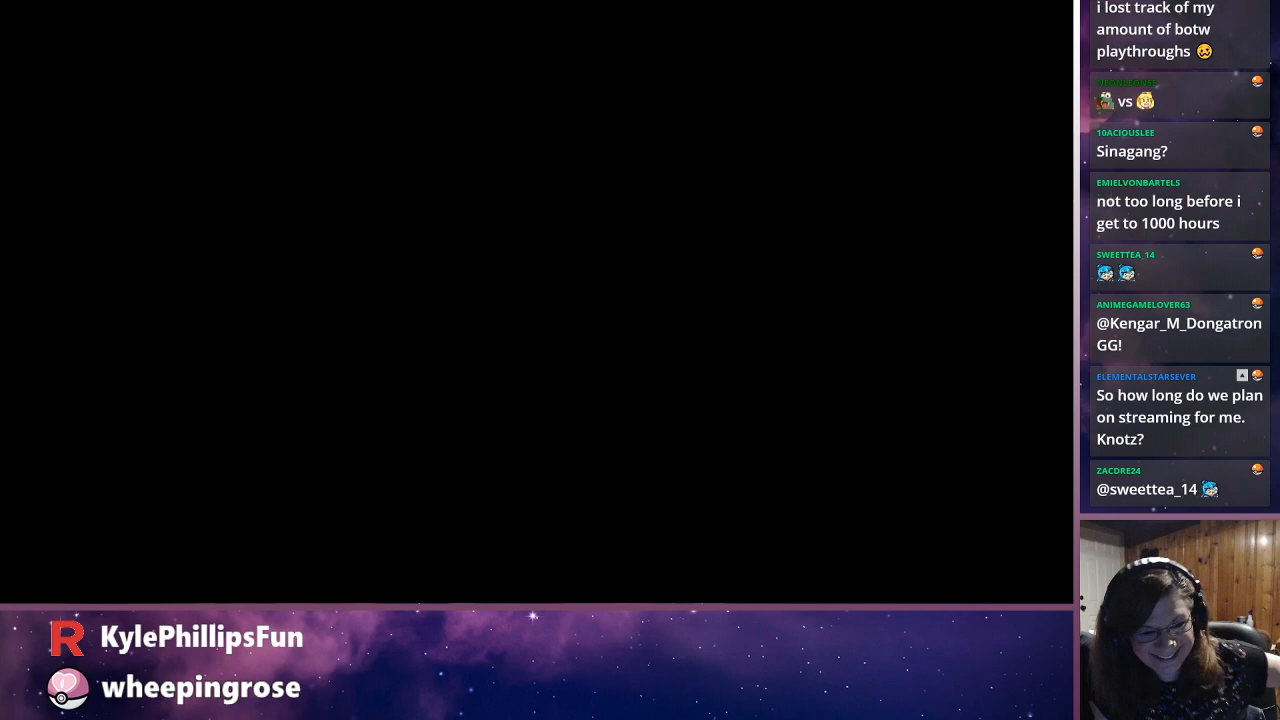 i lost track of my
amount of botw
playthroughs
vs
10ACIOUSLEE
Sinagang?
EMIELVONBARTELS
not too long before i
get to 1000 hours
SWEETTEA_14
ANIMEGAMELOVER63
@Kengar_M_Dongatron
GG!
ELEMENTALSTARSEVER
So how long do we plan
on streaming for me.
Knotz?
ZACDRE24
@sweettea_14
R KylePhillipsFun
wheepingrose